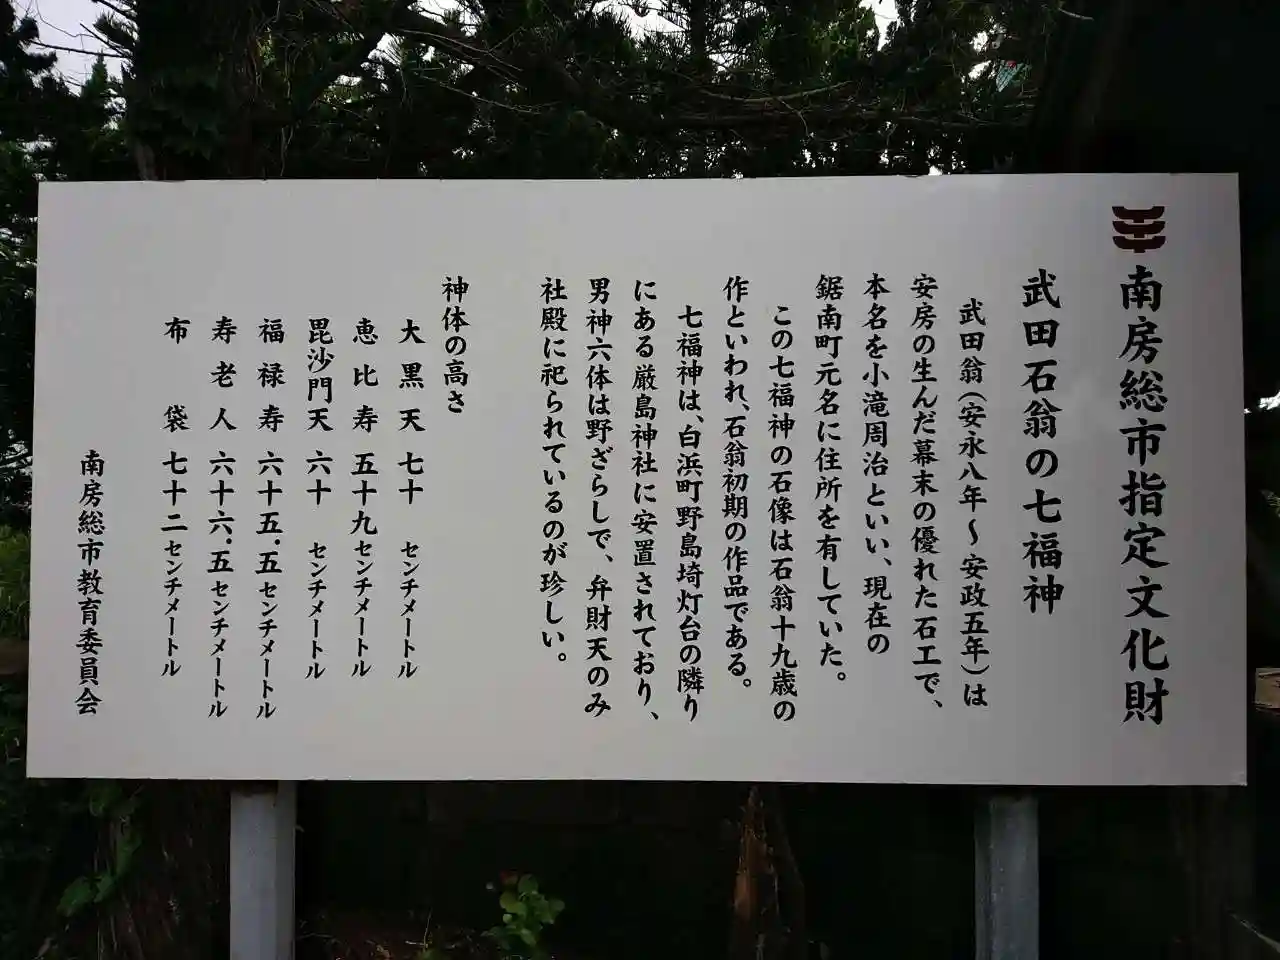 南房総市指定文化財
武田石翁の七福神
武田翁(安永八年～安政五年)は
安房の生んだ幕末の優れた石工で、
本名を小滝周治といい、現在の
鋸南町元名に住所を有していた。
この七福神の石像は石翁十九歳の
作といわれ、石翁初期の作品である。
七福神は、白浜町野島埼灯台の隣り
にある厳島神社に安置されており、
男神六体は野ざらしで、弁財天のみ
社殿に祀られているのが珍しい。
神体の高さ
大黒天 七十 センチメートル
恵比寿 五十九センチメートル
毘沙門天 六十 センチメートル
福禄寿 六十五.五センチメートル
寿老人 六十六.五センチメートル
布袋 七十二センチメートル
南房総市教育委員会